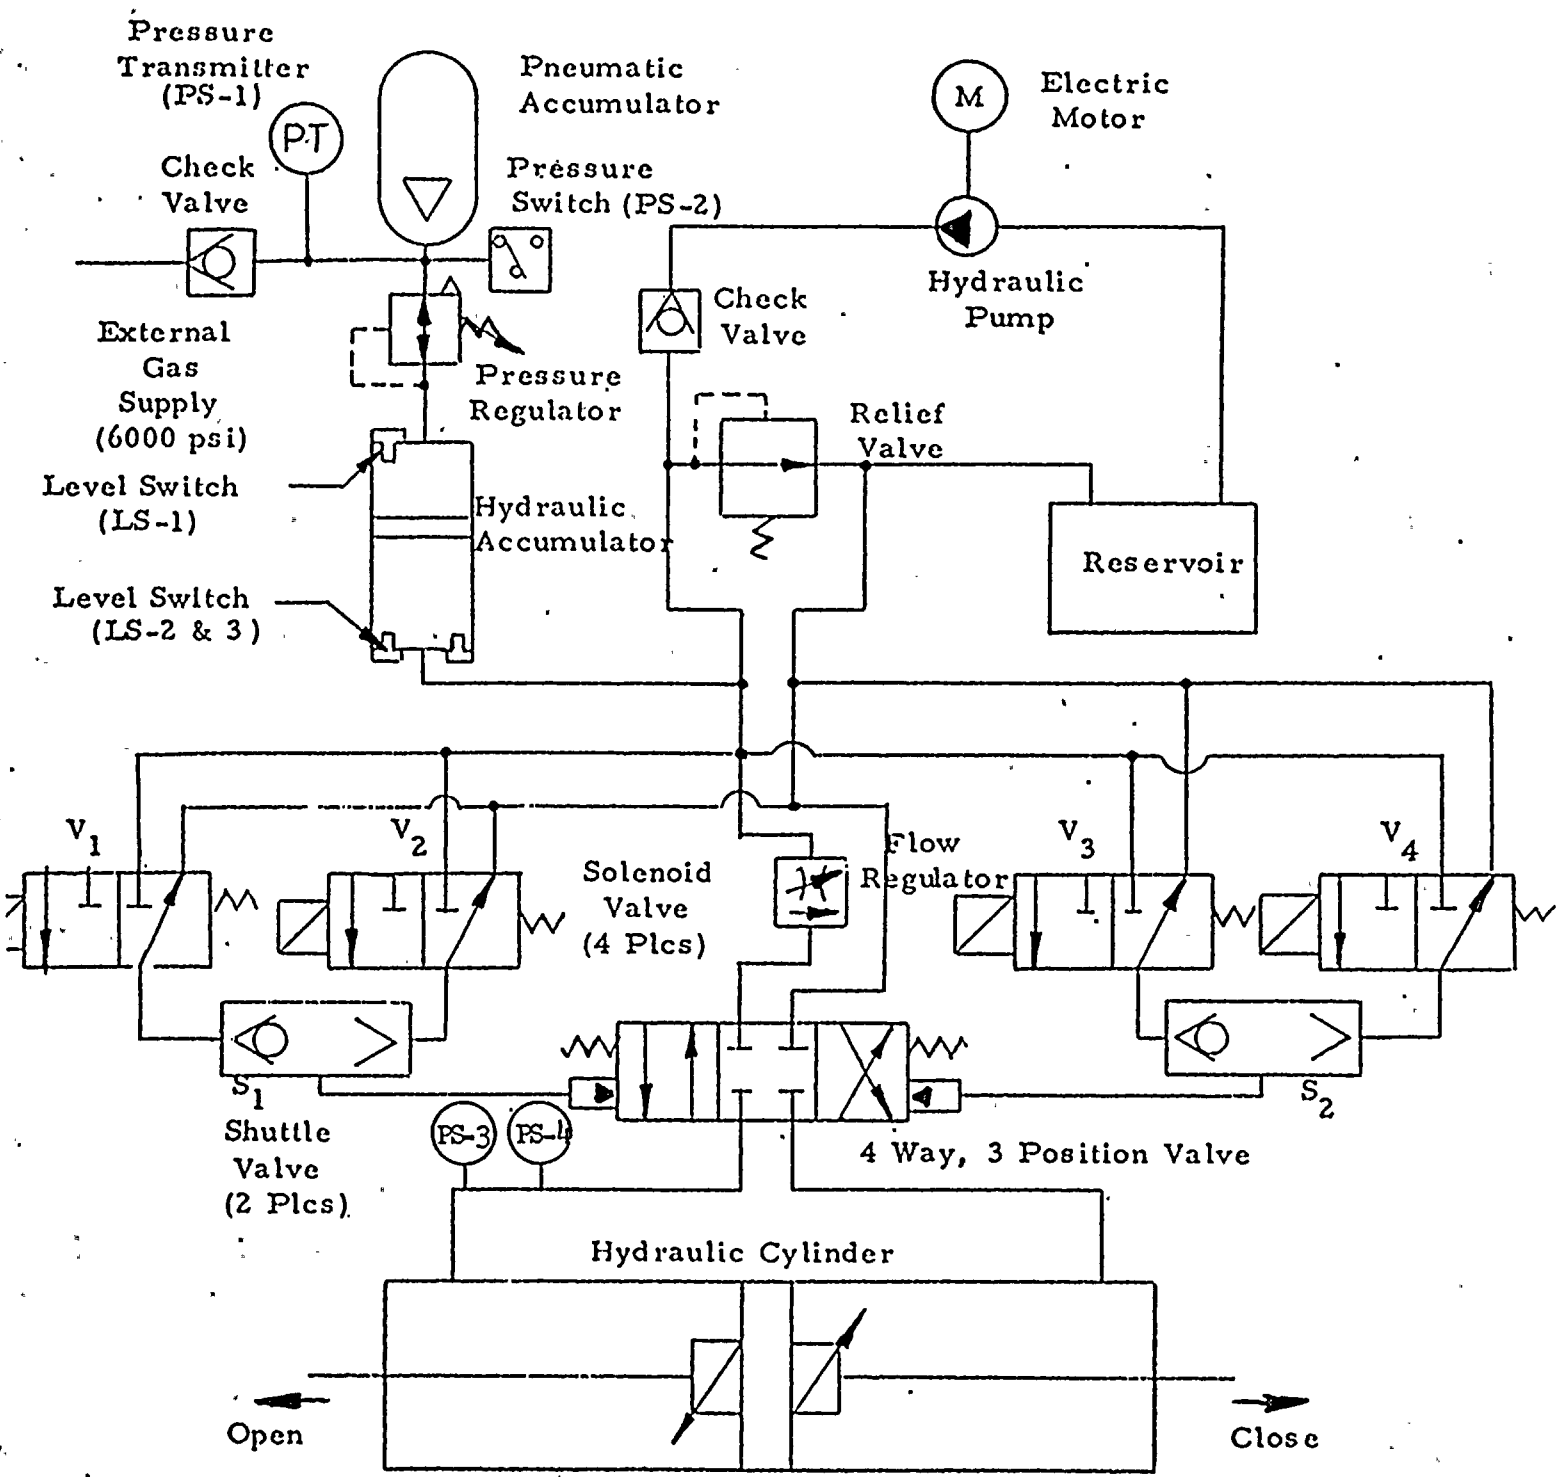 Pressure
Transmitter
(PS-1)
PT
Pneumatic
Accumulator
M
Electric
Motor
Check
Valve
Pressure
Switch (PS-2)
Hydraulic
Pump
Check
Valve
External
Gas
Supply
(6000 psi)
Pressure
Regulator
Relief
Valve
Level Switch
(LS-1)
Hydraulic
Accumulator
Reservoir
Level Switch
(LS-2 & 3)
V1
V2
Solenoid
Valve
(4 Plcs)
Flow
Regulator
V3
V4
S1
Shuttle
Valve
(2 Plcs)
PS-3
PS-4
S2
4 Way, 3 Position Valve
Hydraulic Cylinder
Open
Close